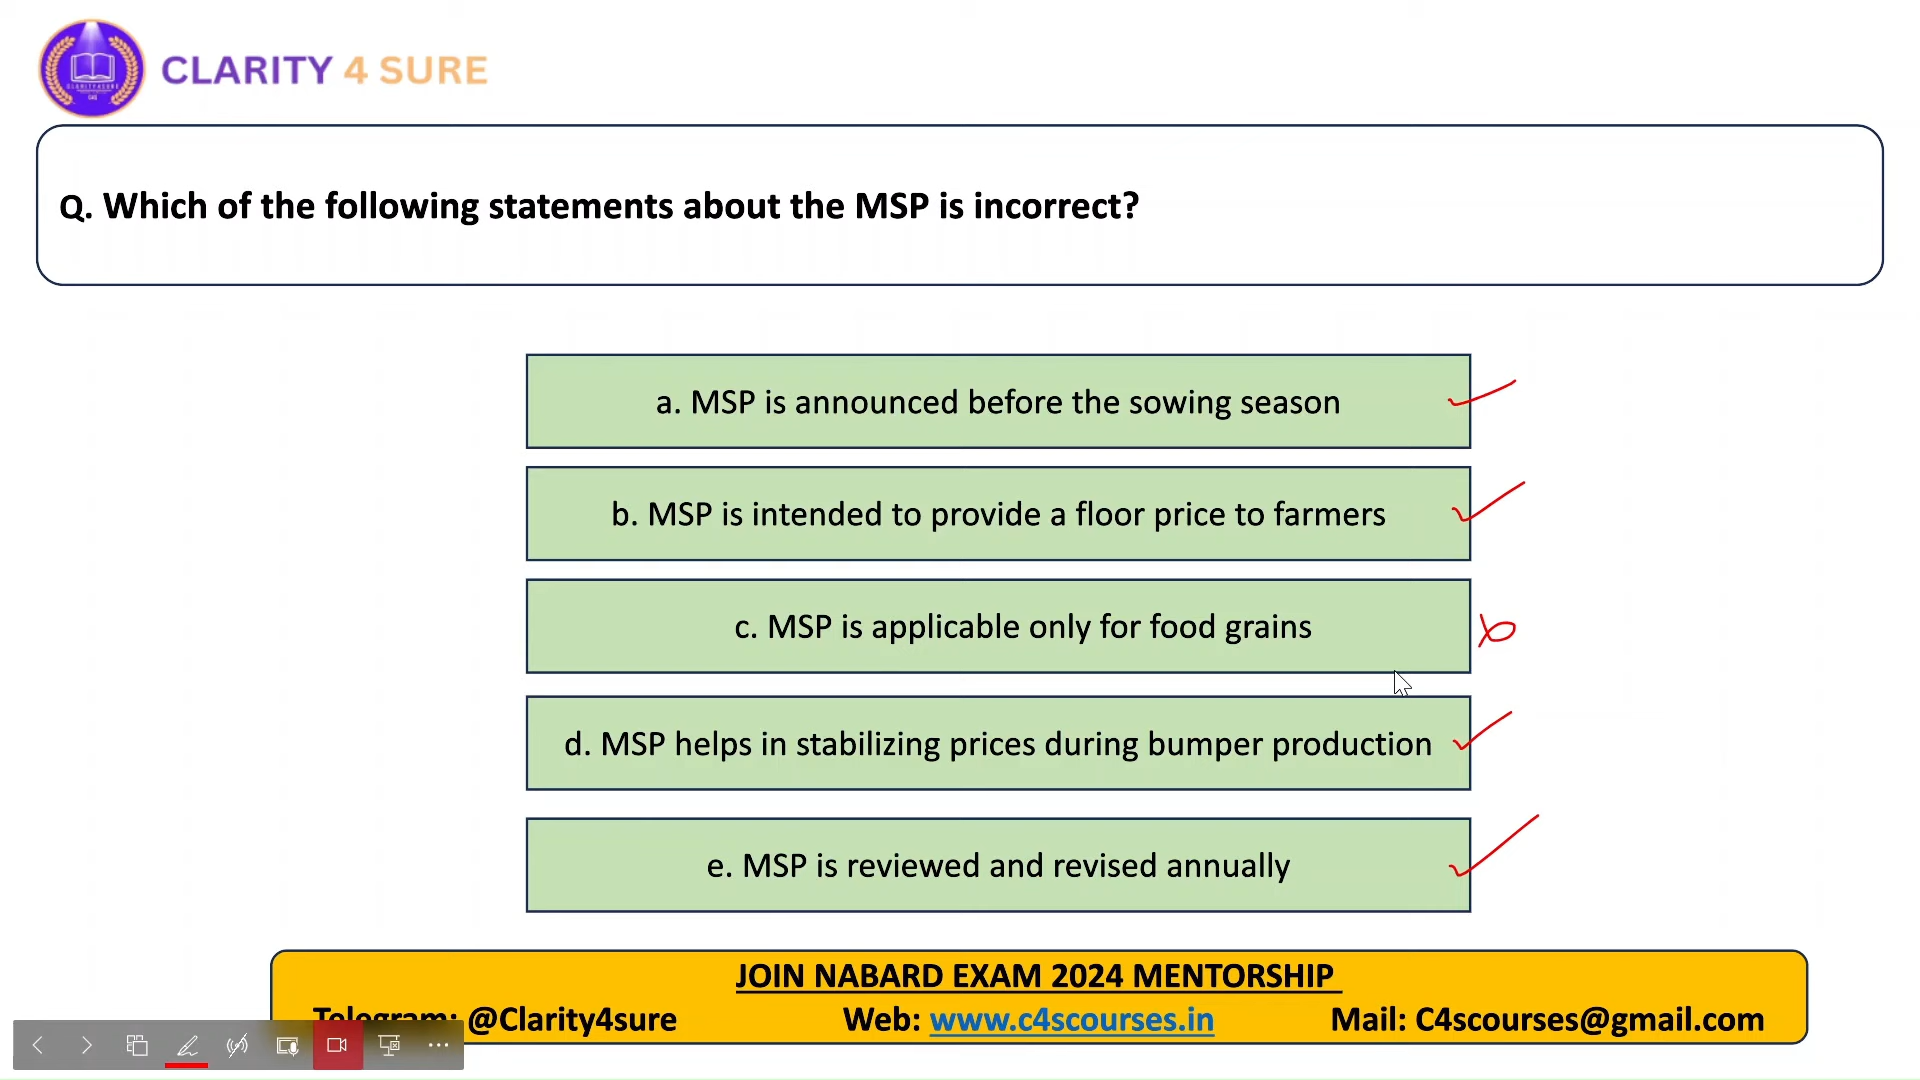 CLARITY 4 SURE
Q. Which of the following statements about the MSP is incorrect?
a. MSP is announced before the sowing season
b. MSP is intended to provide a floor price to farmers
c. MSP is applicable only for food grains
d. MSP helps in stabilizing prices during bumper production
e. MSP is reviewed and revised annually
JOIN NABARD EXAM 2024 MENTORSHIP
Telegram: @Clarity4sure Web: www.c4scourses.in Mail: C4scourses@gmail.com